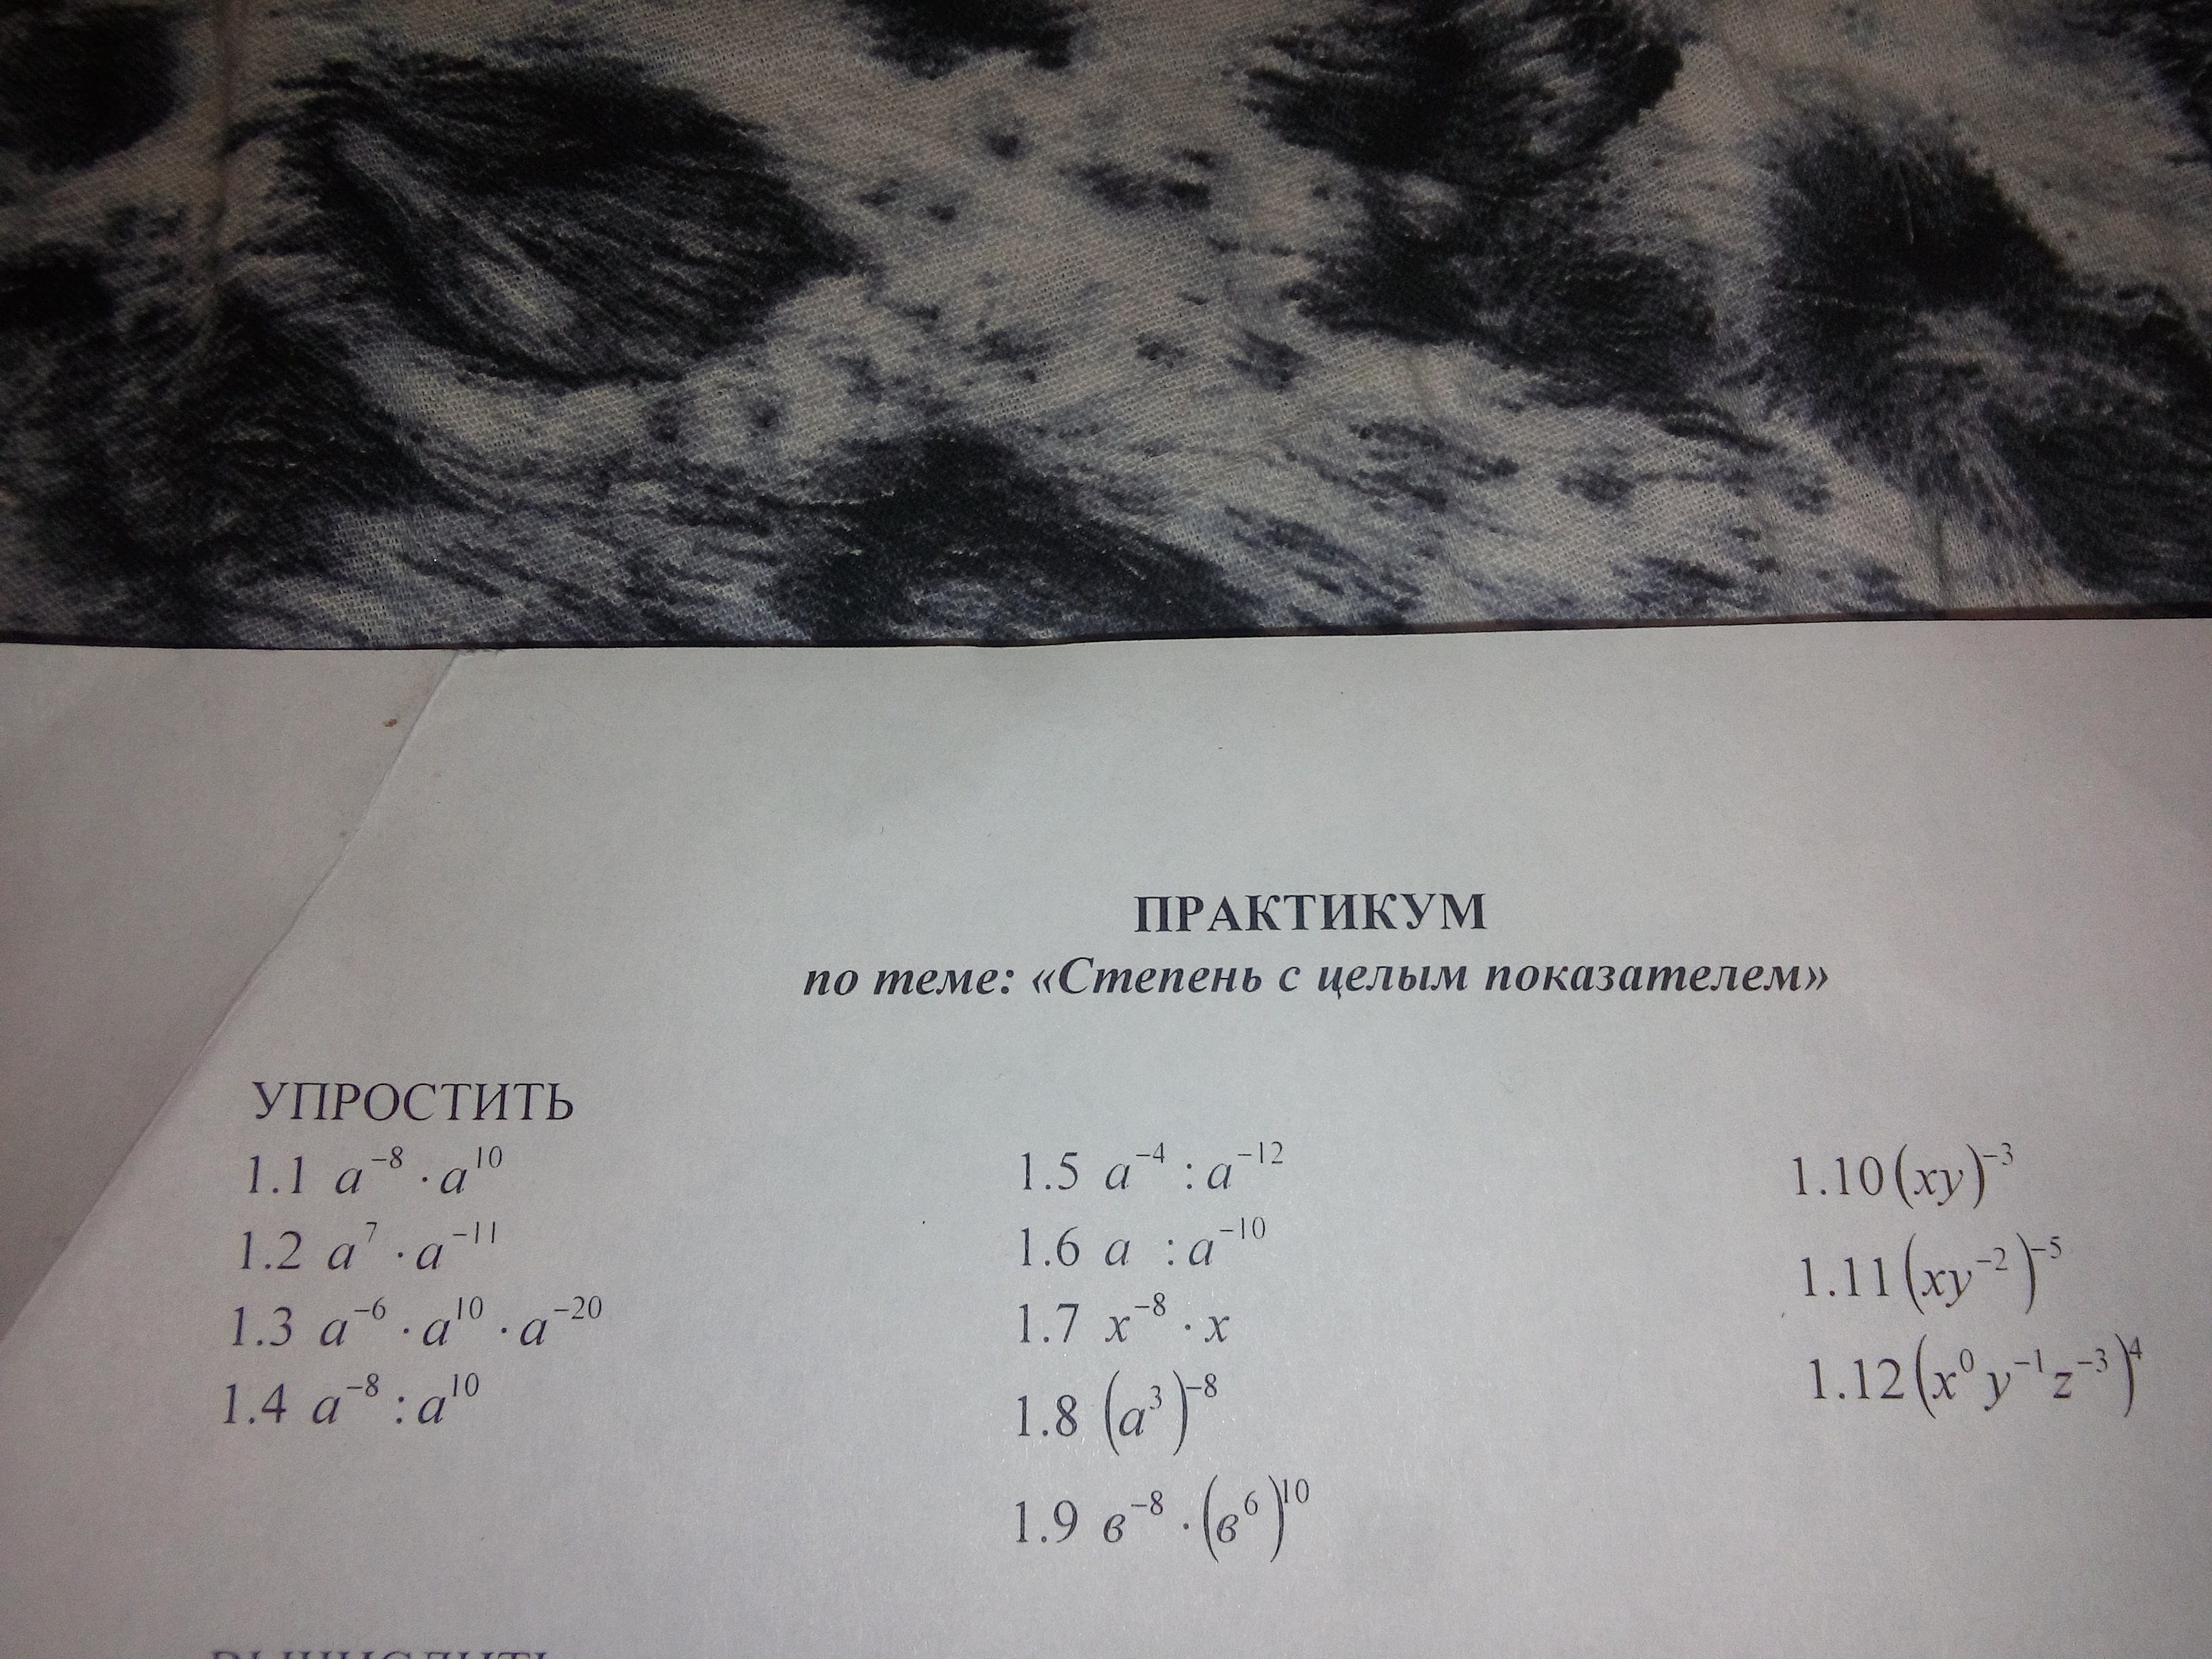 ПРАКТИКУМ
по теме: «Степень с целым показателем»
УПРОСТИТЬ
1.1 a⁻⁸ · a¹⁰
1.2 a⁷ · a⁻¹¹
1.3 a⁻⁶ · a¹⁰ · a⁻²⁰
1.4 a⁻⁸ : a¹⁰
1.5 a⁻⁴ : a⁻¹²
1.6 a : a⁻¹⁰
1.7 x⁻⁸ · x
1.8 (a³)⁻⁸
1.9 в⁻⁸ · (в⁶)¹⁰
1.10 (xy)⁻³
1.11 (xy⁻²)⁻⁵
1.12 (x⁰y⁻¹z⁻³)⁴
ВЫЧИСЛИТЬ